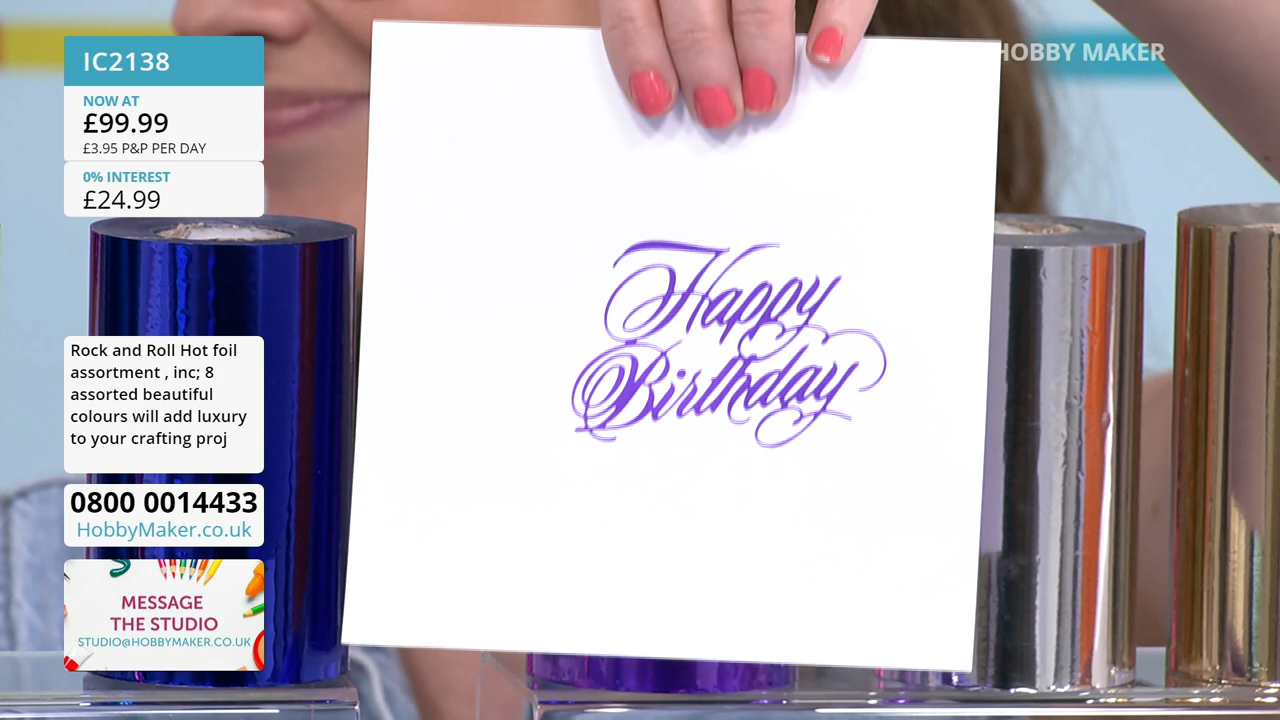 IC2138
NOW AT
£99.99
£3.95 P&P PER DAY
0% INTEREST
£24.99
Rock and Roll Hot foil
assortment , inc; 8
assorted beautiful
colours will add luxury
to your crafting proj
0800 0014433
HobbyMaker.co.uk
MESSAGE
THE STUDIO
STUDIO@HOBBYMAKER.CO.UK
HOBBY MAKER
Happy
Birthday